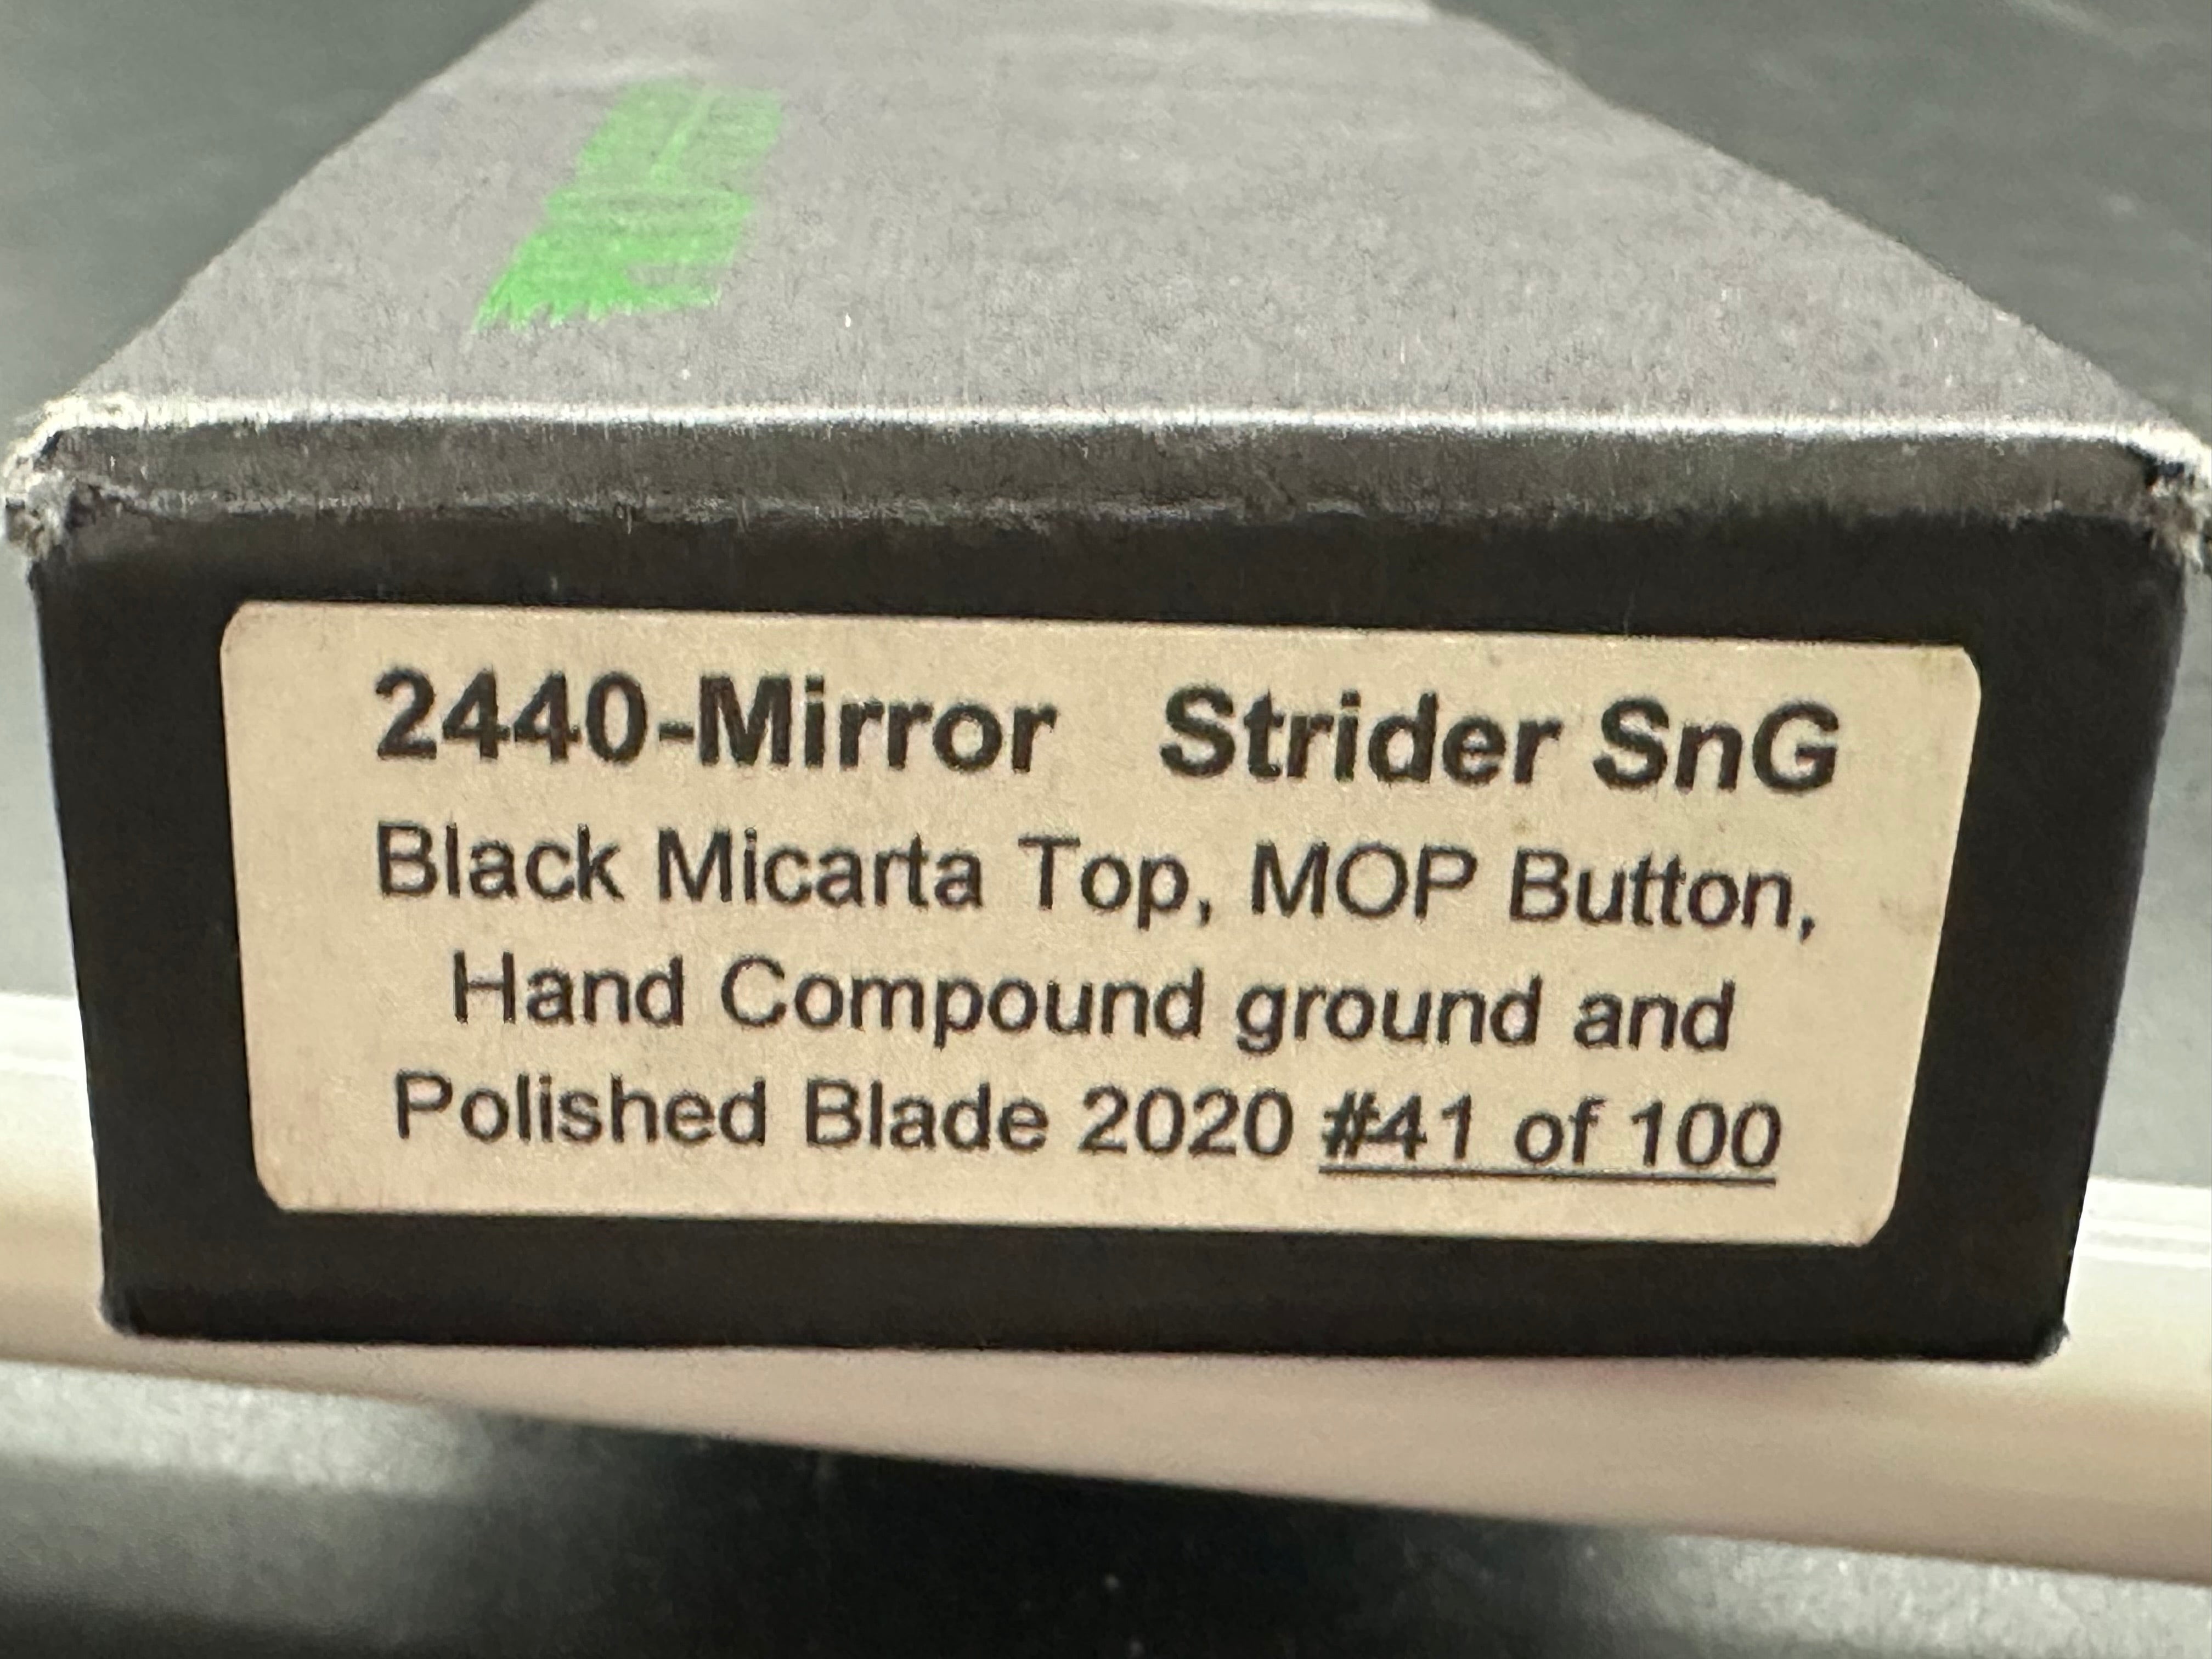 2440-Mirror Strider SnG
Black Micarta Top, MOP Button,
Hand Compound ground and
Polished Blade 2020 #41 of 100